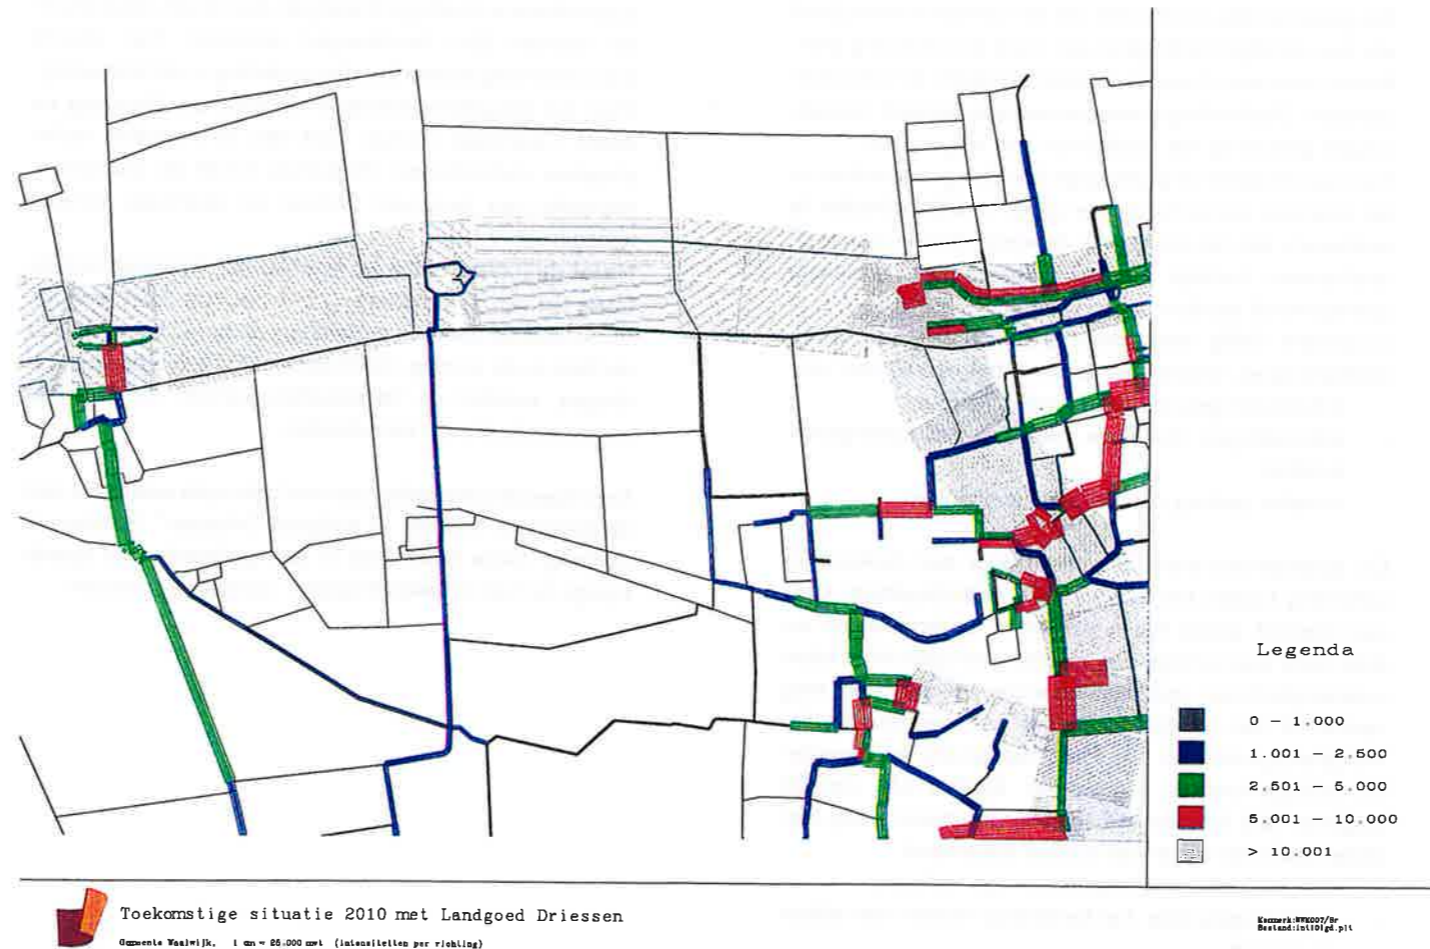 Legenda
0 – 1.000
1.001 – 2.500
2.501 – 5.000
5.001 – 10.000
> 10.001
Toekomstige situatie 2010 met Landgoed Driessen
Gemeente Waalwijk, 1 cm = 25.000 mvt (intensiteiten per richting)